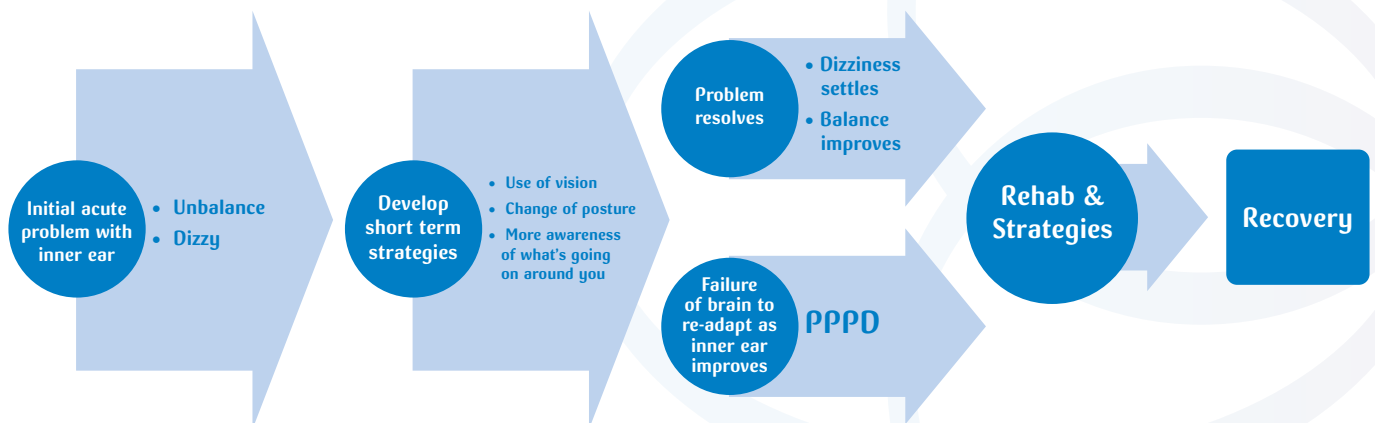 Initial acute
problem with
inner ear
• Unbalance
• Dizzy
Develop
short term
strategies
• Use of vision
• Change of posture
• More awareness
of what's going
on around you
Problem
resolves
• Dizziness
settles
• Balance
improves
Failure
of brain to
re-adapt as
inner ear
improves
PPPD
Rehab &
Strategies
Recovery